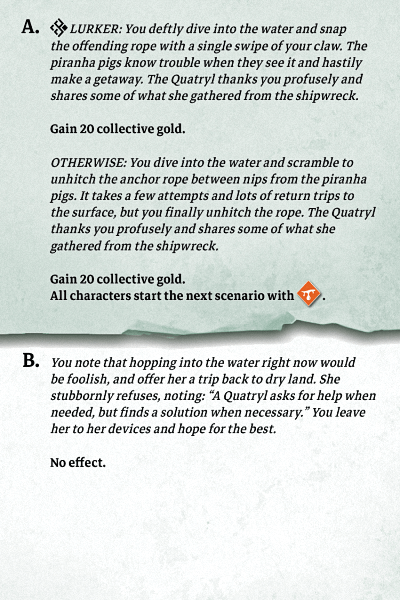 A. LURKER: You deftly dive into the water and snap
the offending rope with a single swipe of your claw. The
piranha pigs know trouble when they see it and hastily
make a getaway. The Quatryl thanks you profusely and
shares some of what she gathered from the shipwreck.
Gain 20 collective gold.
OTHERWISE: You dive into the water and scramble to
unhitch the anchor rope between nips from the piranha
pigs. It takes a few attempts and lots of return trips to
the surface, but you finally unhitch the rope. The Quatryl
thanks you profusely and shares some of what she
gathered from the shipwreck.
Gain 20 collective gold.
All characters start the next scenario with .
B. You note that hopping into the water right now would
be foolish, and offer her a trip back to dry land. She
stubbornly refuses, noting: “A Quatryl asks for help when
needed, but finds a solution when necessary.” You leave
her to her devices and hope for the best.
No effect.